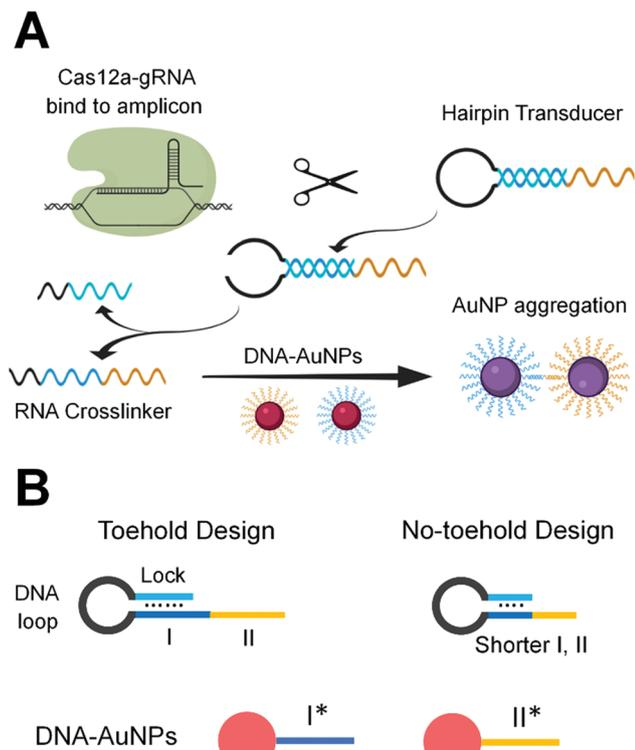 A
Cas12a-gRNA
bind to amplicon
Hairpin Transducer
AuNP aggregation
DNA-AuNPs
RNA Crosslinker
B
Toehold Design
No-toehold Design
DNA
loop
Lock
I
II
Shorter I, II
DNA-AuNPs
I*
II*